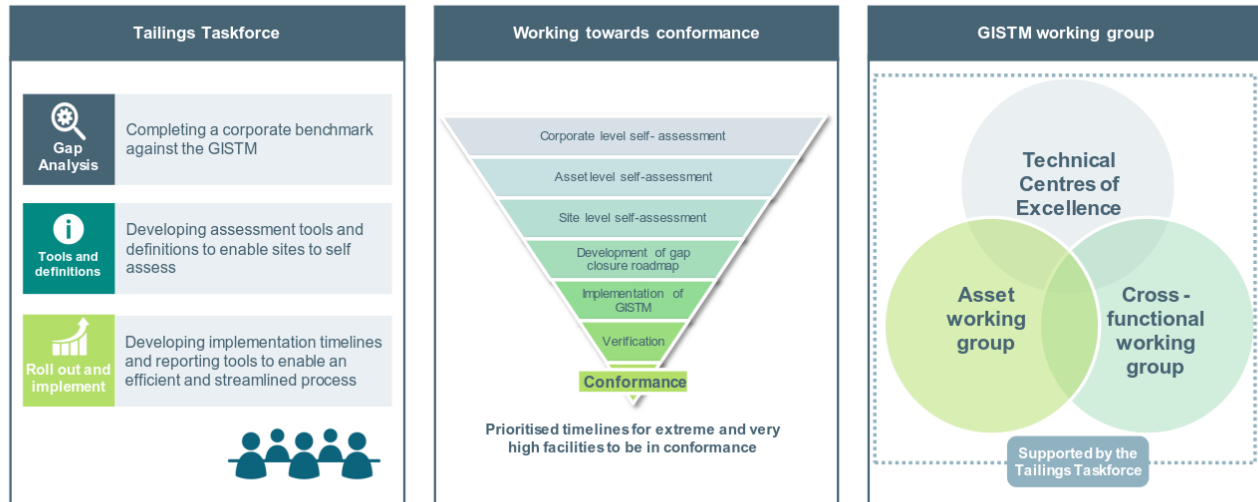 Tailings Taskforce
Gap
Analysis
Completing a corporate benchmark
against the GISTM
Tools and
definitions
Developing assessment tools and
definitions to enable sites to self
assess
Roll out and
implement
Developing implementation timelines
and reporting tools to enable an
efficient and streamlined process
Working towards conformance
Corporate level self- assessment
Asset level self-assessment
Site level self-assessment
Development of gap
closure roadmap
Implementation of
GISTM
Verification
Conformance
Prioritised timelines for extreme and very
high facilities to be in conformance
GISTM working group
Technical
Centres of
Excellence
Asset
working
group
Cross -
functional
working
group
Supported by the
Tailings Taskforce